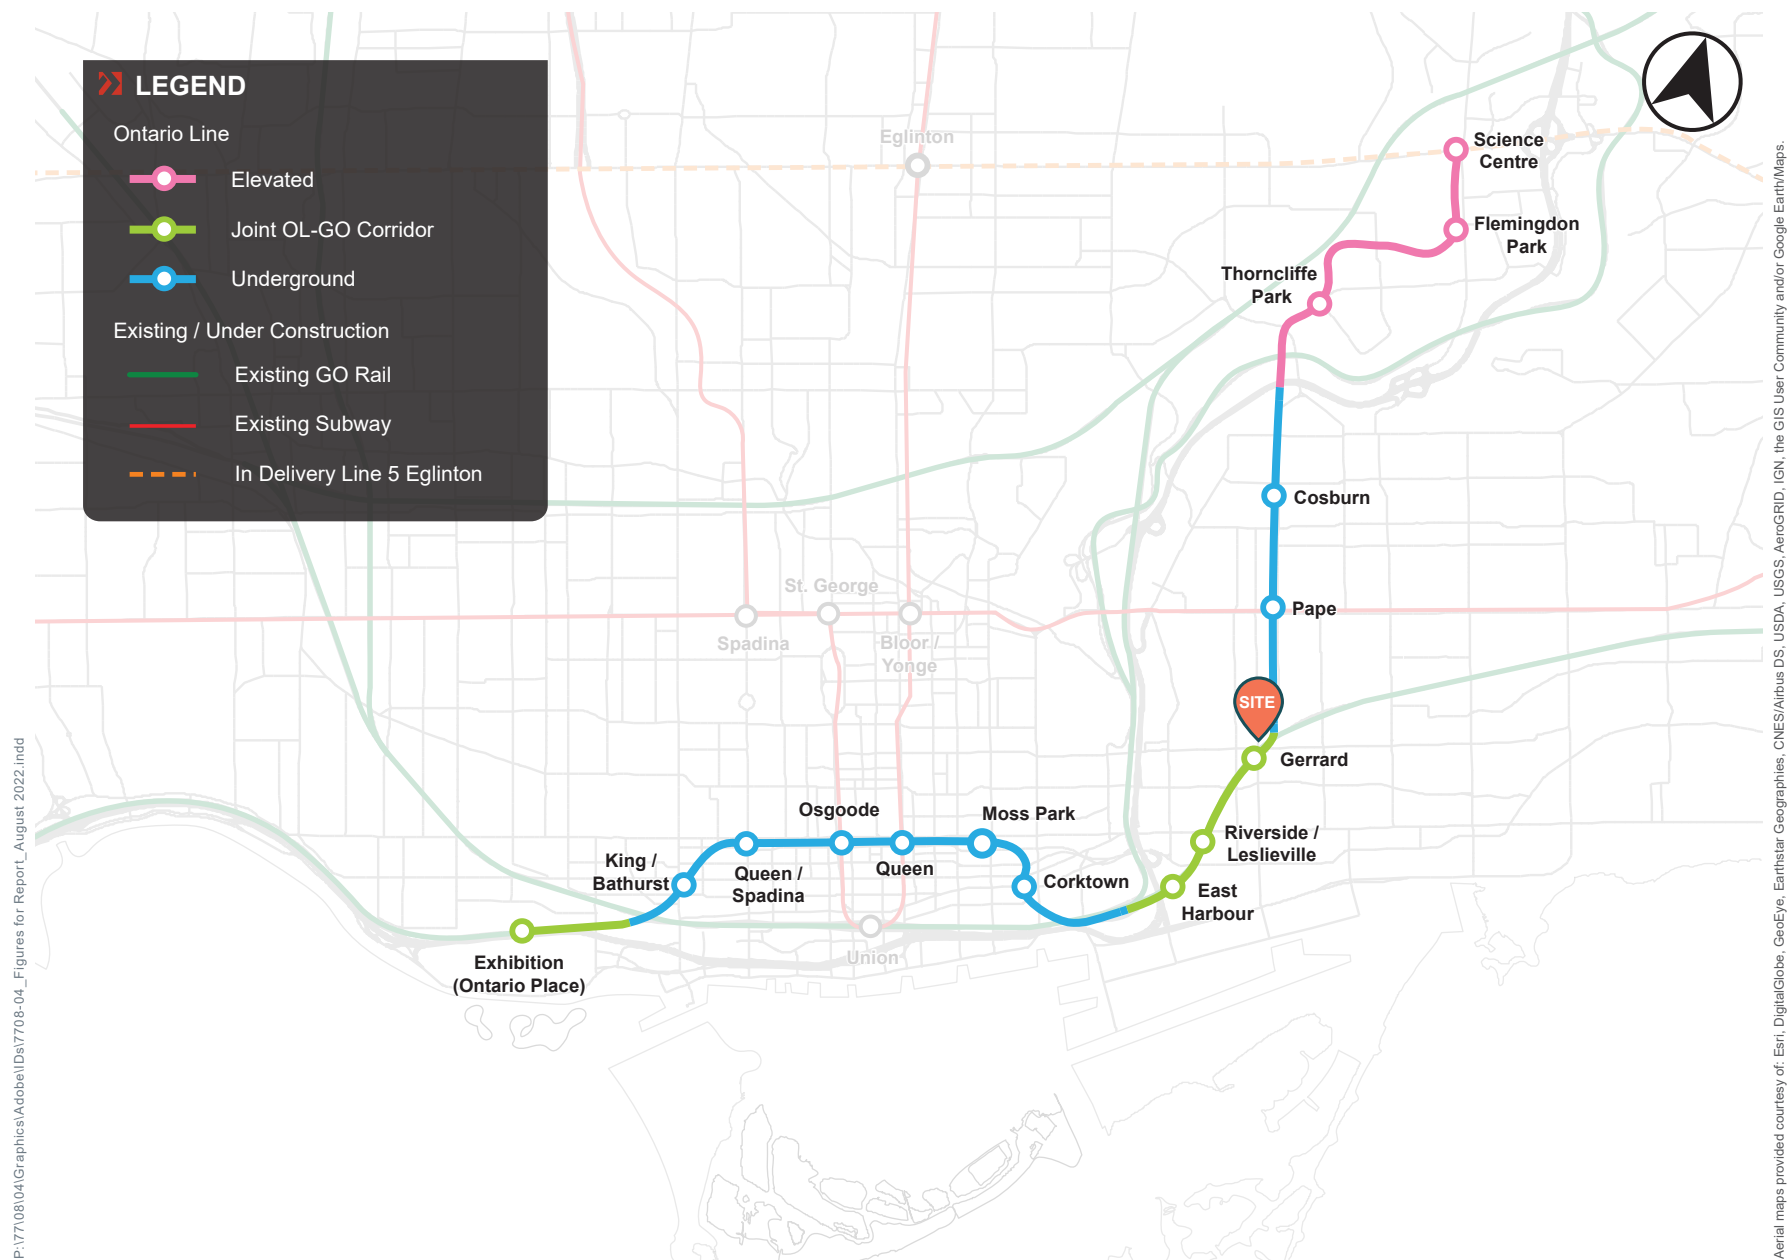 LEGEND
Ontario Line
Elevated
Joint OL-GO Corridor
Underground
Existing / Under Construction
Existing GO Rail
Existing Subway
In Delivery Line 5 Eglinton
Eglinton
Science
Centre
Flemingdon
Park
Thorncliffe
Park
Cosburn
St. George
Pape
Spadina
Bloor /
Yonge
SITE
Gerrard
Osgoode
Moss Park
Riverside /
Leslieville
King /
Bathurst
Queen /
Spadina
Queen
Corktown
East
Harbour
Union
Exhibition
(Ontario Place)
P:\77\08\04\Graphics\Adobe\IDs\7708-04_Figures for Report_August 2022.indd
Aerial maps provided courtesy of: Esri, DigitalGlobe, GeoEye, Earthstar Geographies, CNES/Airbus DS, USDA, USGS, AeroGRID, IGN, the GIS User Community and/or Google Earth/Maps.